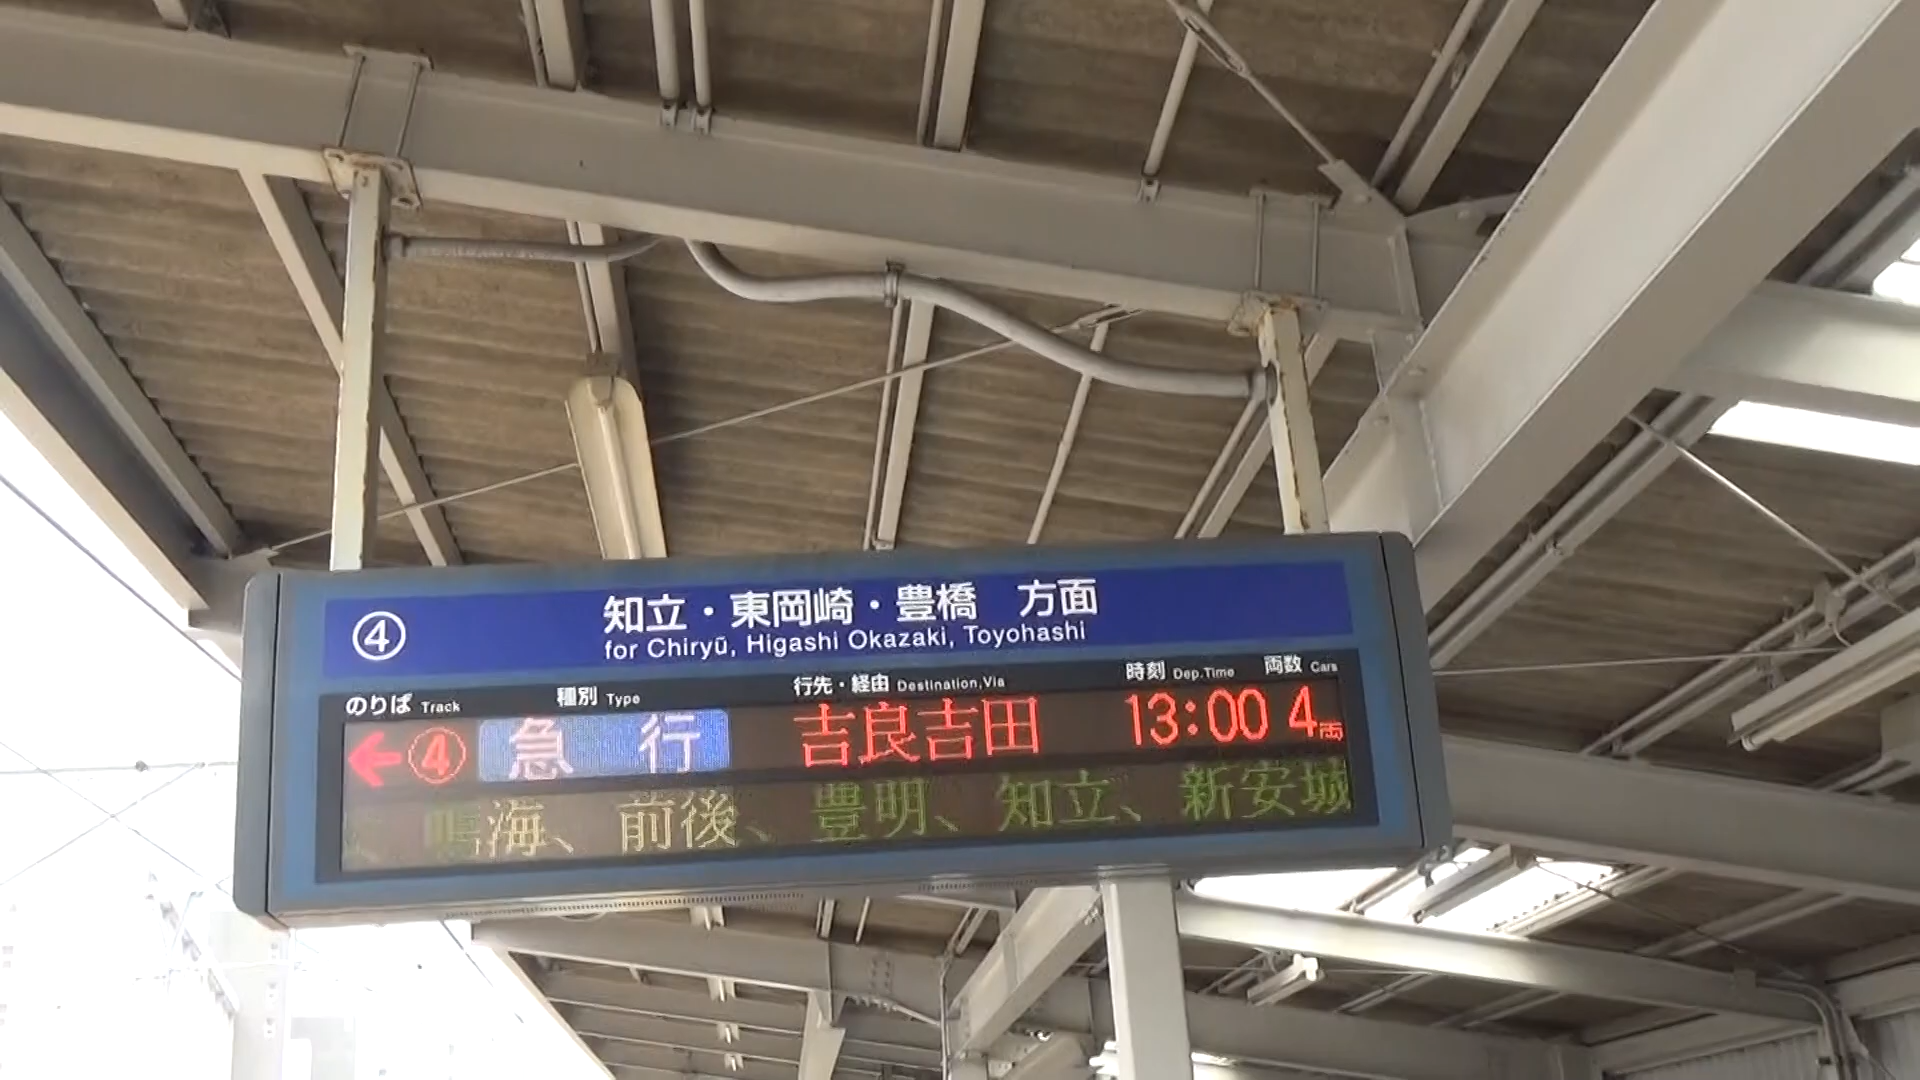 ④ 知立・東岡崎・豊橋 方面
for Chiryū, Higashi Okazaki, Toyohashi
のりば Track 種別 Type 行先・経由 Destination,Via 時刻 Dep.Time 両数 Cars
←④ 急 行 吉良吉田 13:00 4両
、鳴海、前後、豊明、知立、新安城